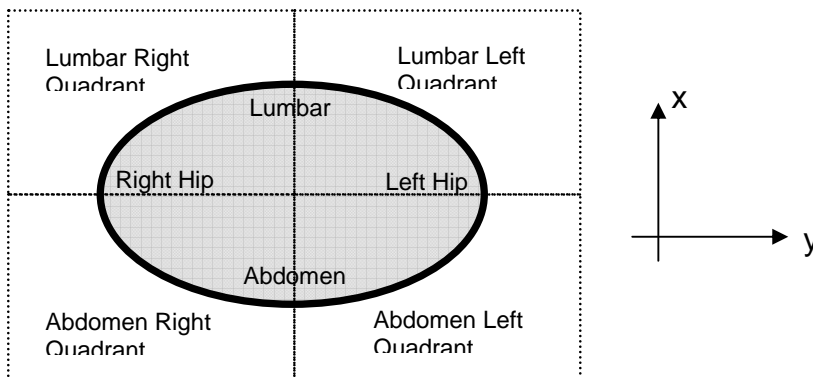 Lumbar Right
Quadrant
Lumbar Left
Quadrant
Lumbar
Right Hip
Left Hip
Abdomen
Abdomen Right
Quadrant
Abdomen Left
Quadrant
x
y